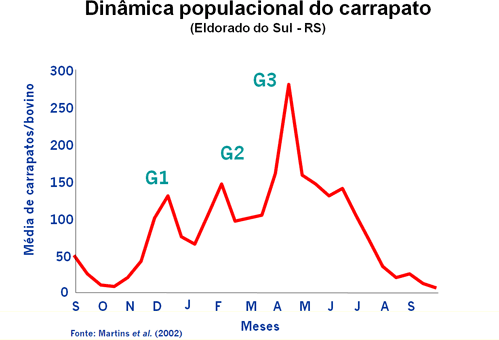 Dinâmica populacional do carrapato
(Eldorado do Sul - RS)
Média de carrapatos/bovino
300
250
200
150
100
50
0
G1
G2
G3
S O N D J F M A M J J A S
Meses
Fonte: Martins et al. (2002)